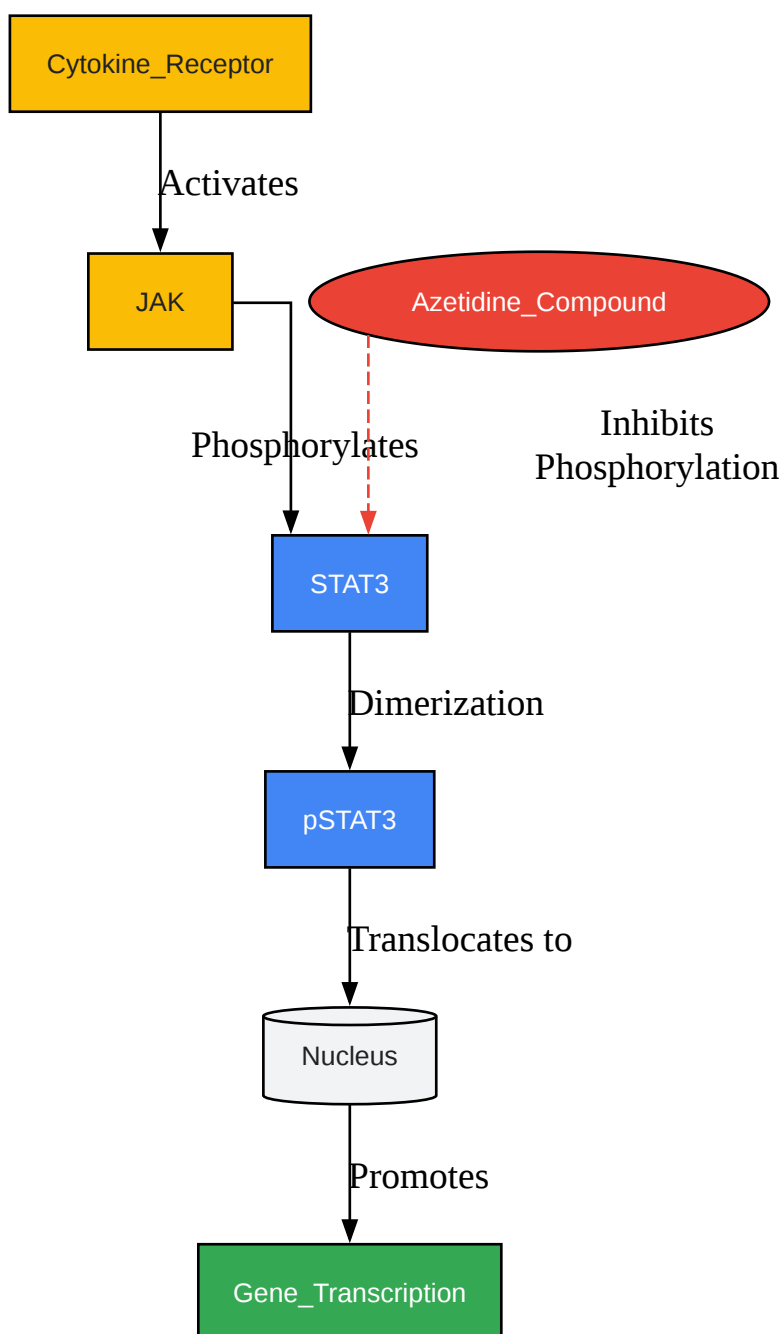 Cytokine_Receptor
Activates
JAK
Azetidine_Compound
Phosphorylates
Inhibits
Phosphorylation
STAT3
Dimerization
pSTAT3
Translocates to
Nucleus
Promotes
Gene_Transcription